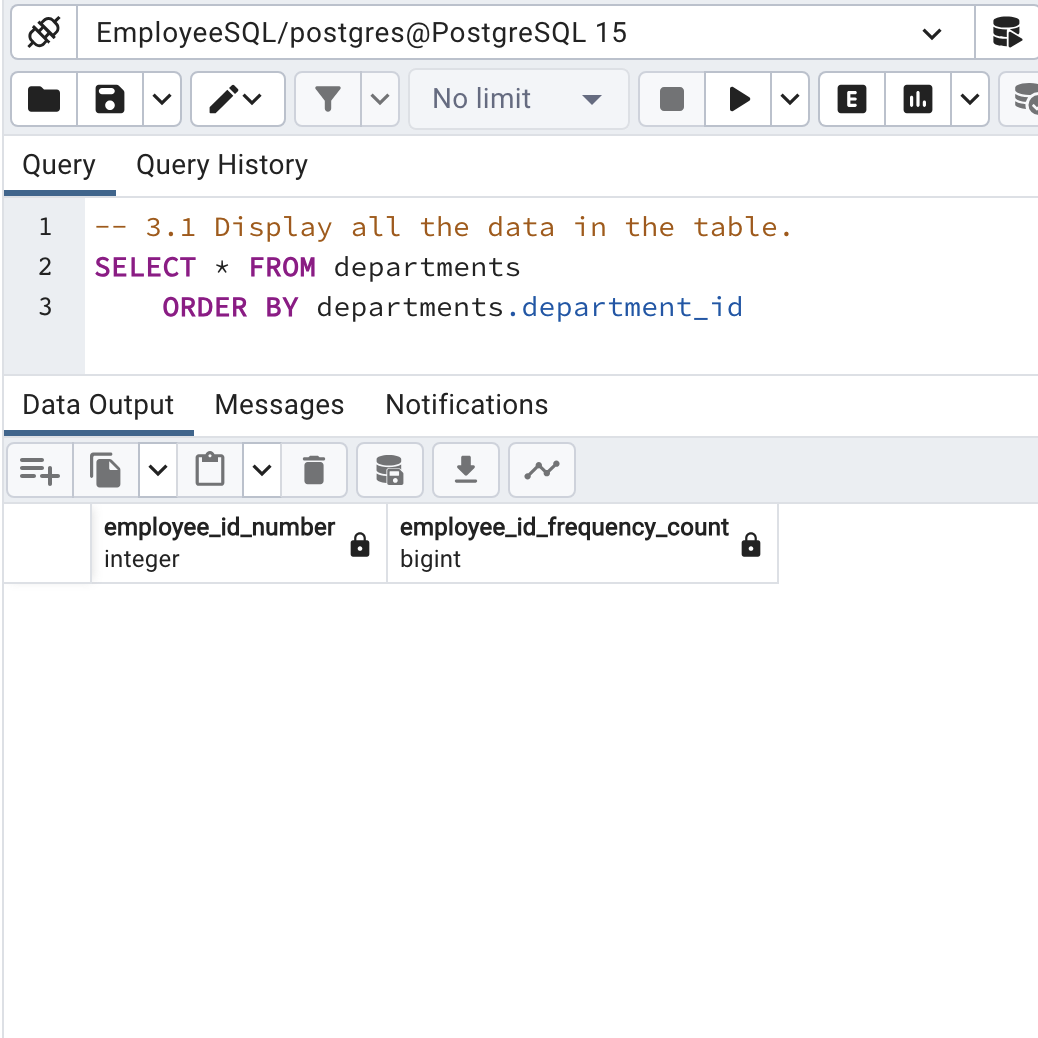 EmployeeSQL/postgres@PostgreSQL 15
No limit
E
Query Query History
1 -- 3.1 Display all the data in the table.
2 SELECT * FROM departments
3 ORDER BY departments.department_id
Data Output Messages Notifications
employee_id_number employee_id_frequency_count
integer bigint